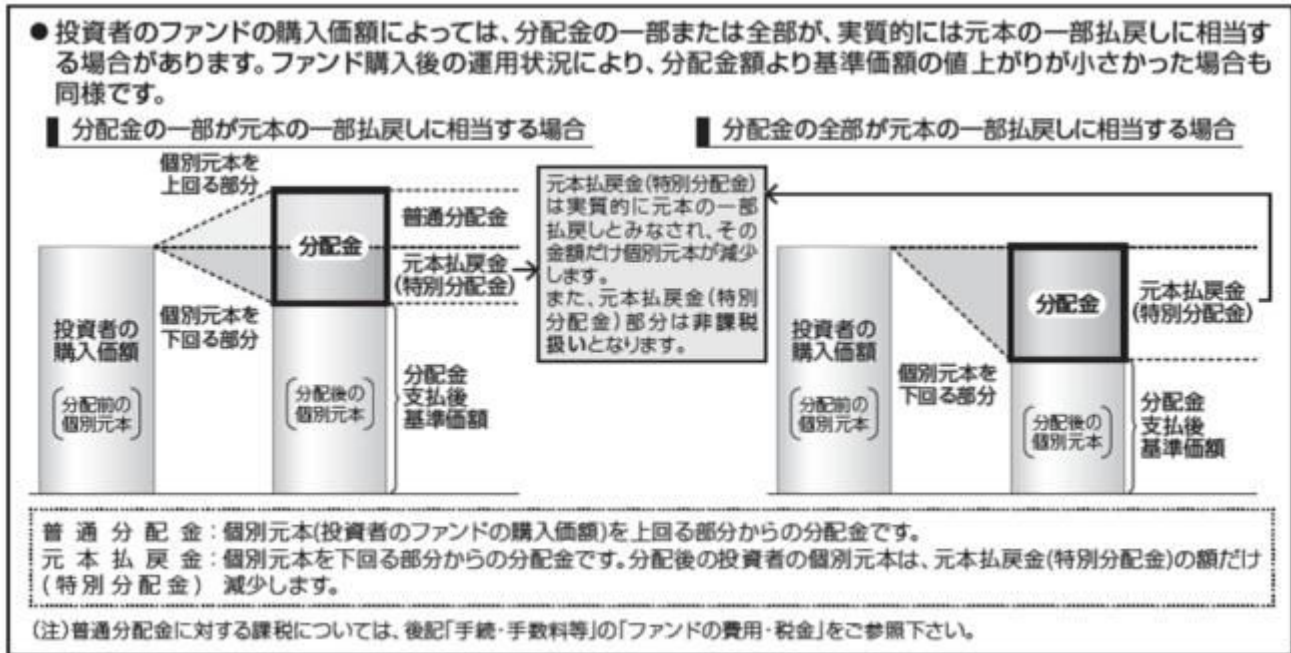 ● 投資者のファンドの購入価額によっては、分配金の一部または全部が、実質的には元本の一部払戻しに相当す
る場合があります。ファンド購入後の運用状況により、分配金額より基準価額の値上がりが小さかった場合も
同様です。
分配金の一部が元本の一部払戻しに相当する場合
個別元本を
上回る部分
投資者の
購入価額
(分配前の
個別元本)
個別元本を
下回る部分
分配金
(分配後の
個別元本)
普通分配金
元本払戻金
(特別分配金)
分配金
支払後
基準価額
元本払戻金(特別分配金)
は実質的に元本の一部
払戻しとみなされ、その
金額だけ個別元本が減少
します。
また、元本払戻金(特別
分配金)部分は非課税
扱いとなります。
分配金の全部が元本の一部払戻しに相当する場合
投資者の
購入価額
(分配前の
個別元本)
個別元本を
下回る部分
分配金
(分配後の
個別元本)
元本払戻金
(特別分配金)
分配金
支払後
基準価額
普通分配金:個別元本(投資者のファンドの購入価額)を上回る部分からの分配金です。
元本払戻金:個別元本を下回る部分からの分配金です。分配後の投資者の個別元本は、元本払戻金(特別分配金)の額だけ
(特別分配金) 減少します。
(注)普通分配金に対する課税については、後記「手続・手数料等」の「ファンドの費用・税金」をご参照下さい。